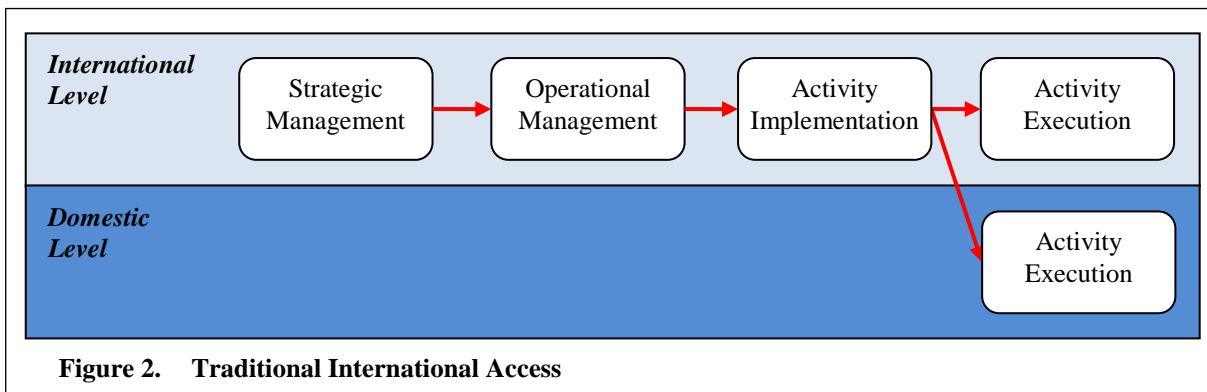 International
Level
Strategic
Management
Operational
Management
Activity
Implementation
Activity
Execution
Domestic
Level
Activity
Execution
Figure 2. Traditional International Access